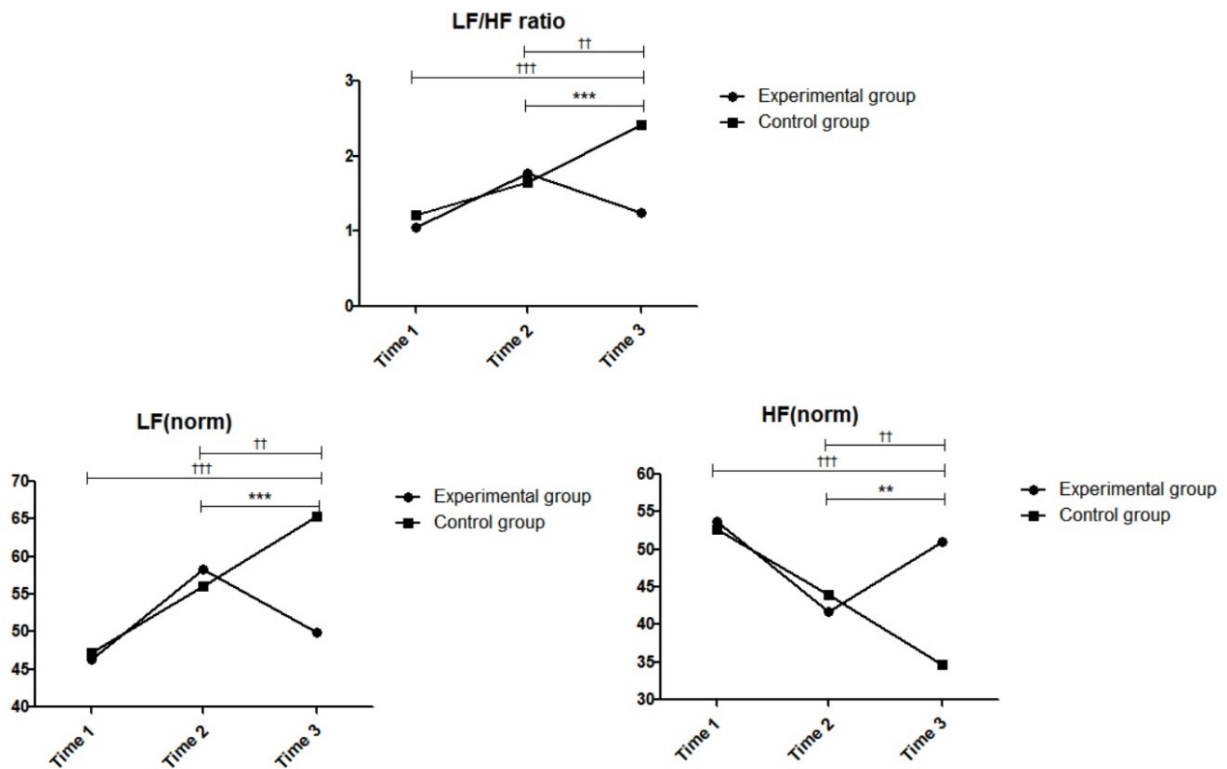 LF/HF ratio
††
†††
***
3
2
1
0
Time 1
Time 2
Time 3
Experimental group
Control group
LF(norm)
††
†††
***
70
65
60
55
50
45
40
Time 1
Time 2
Time 3
Experimental group
Control group
HF(norm)
††
†††
**
60
55
50
45
40
35
30
Time 1
Time 2
Time 3
Experimental group
Control group